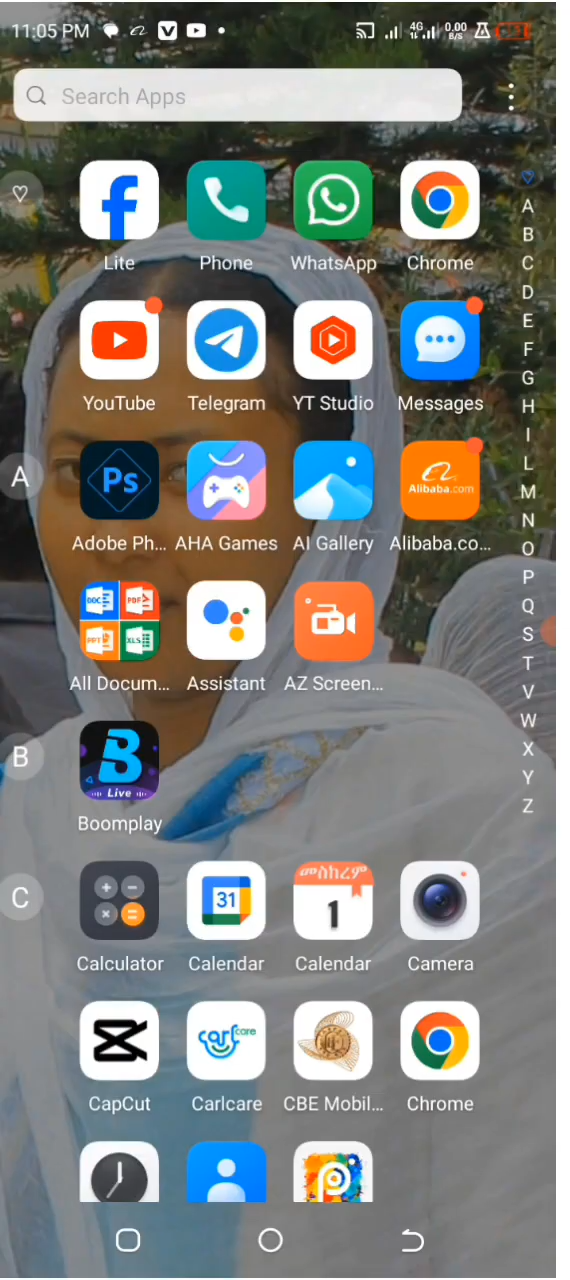 11:05 PM
4G 0.00 B/S
Search Apps
Lite Phone WhatsApp Chrome
YouTube Telegram YT Studio Messages
A
Ps
Alibaba.com
Adobe Ph... AHA Games AI Gallery Alibaba.co...
DOC PDF
PPT XLS
All Docum... Assistant AZ Screen...
B
Live
Boomplay
C
መስከረም
31 1
Calculator Calendar Calendar Camera
carlcare
CapCut Carlcare CBE Mobil... Chrome
A
B
C
D
E
F
G
H
I
L
M
N
O
P
Q
S
T
V
W
X
Y
Z